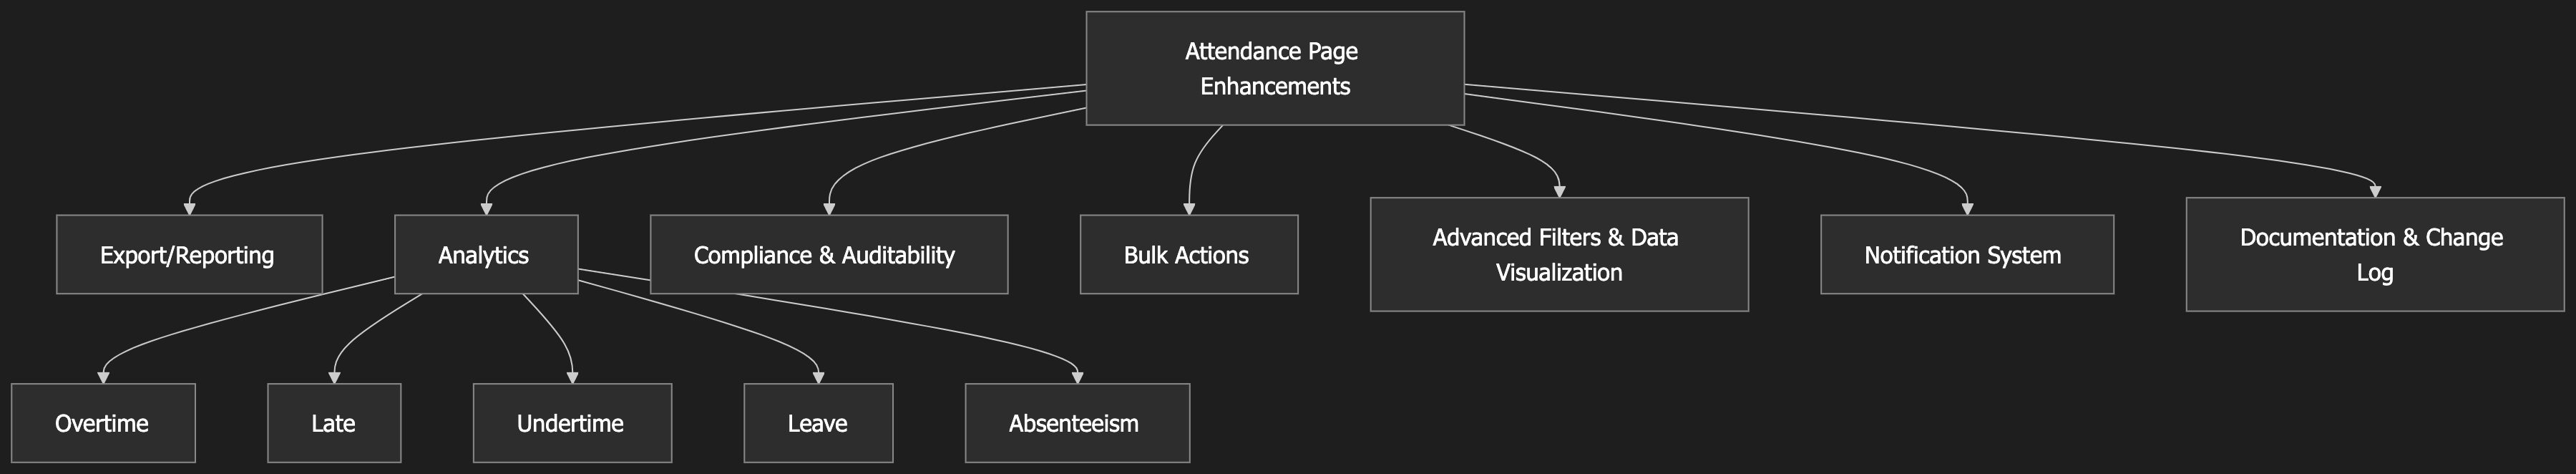 Attendance Page
Enhancements
Export/Reporting
Analytics
Compliance & Auditability
Bulk Actions
Advanced Filters & Data
Visualization
Notification System
Documentation & Change
Log
Overtime
Late
Undertime
Leave
Absenteeism